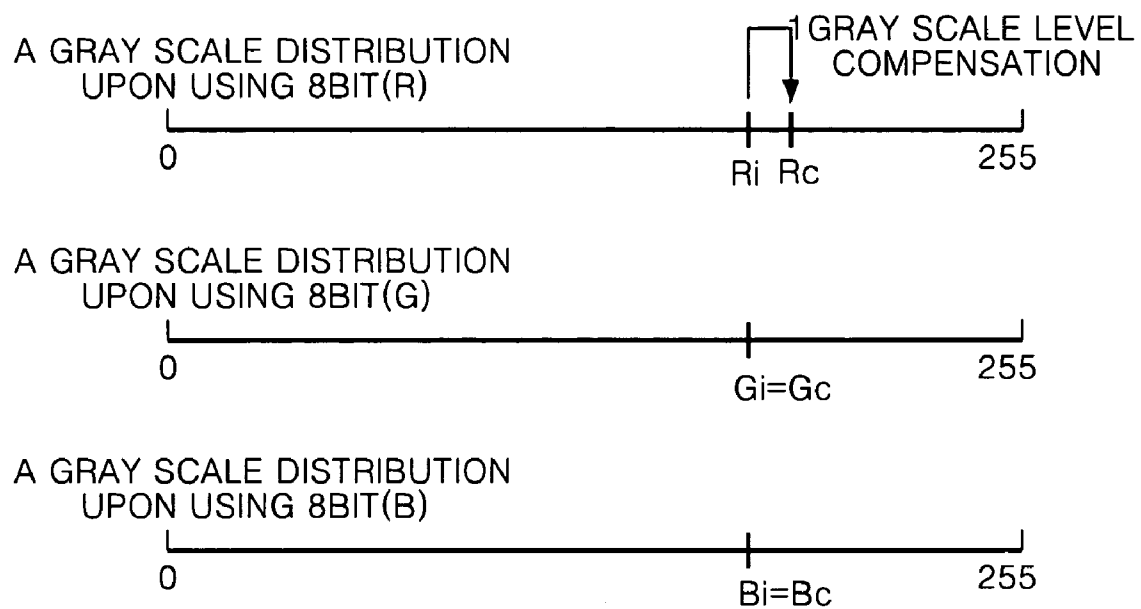 A GRAY SCALE DISTRIBUTION
UPON USING 8BIT(R)
1 GRAY SCALE LEVEL
COMPENSATION
0
Ri
Rc
255
A GRAY SCALE DISTRIBUTION
UPON USING 8BIT(G)
0
Gi=Gc
255
A GRAY SCALE DISTRIBUTION
UPON USING 8BIT(B)
0
Bi=Bc
255